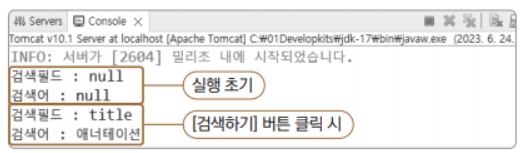 Servers Console
Tomcat v10.1 Server at localhost [Apache Tomcat] C:₩01Developkits₩jdk-17₩bin₩javaw.exe (2023. 6. 24.
INFO: 서버가 [2604] 밀리초 내에 시작되었습니다.
검색필드 : null
검색어 : null
실행 초기
검색필드 : title
검색어 : 애너테이션
[검색하기] 버튼 클릭 시